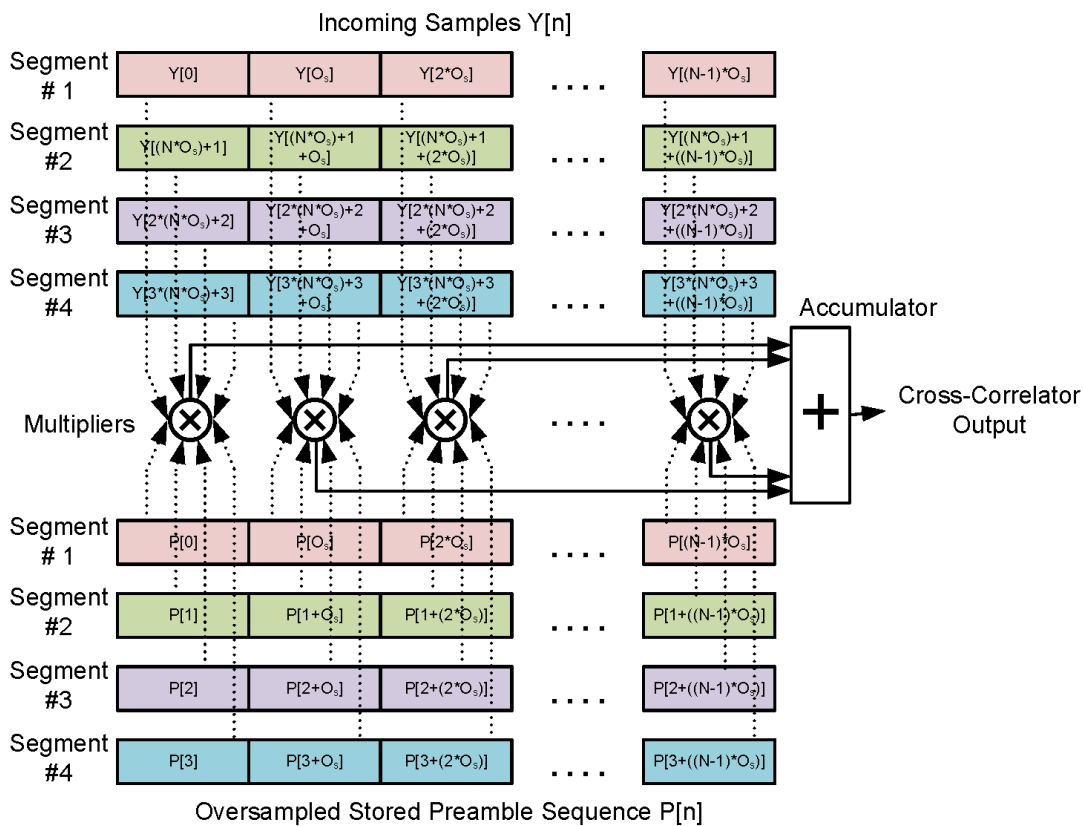 Incoming Samples Y[n]
Segment
# 1
Y[0]
Y[Oₛ]
Y[2*Oₛ]
. . . .
Y[(N-1)*Oₛ]
Segment
#2
Y[(N*Oₛ)+1]
Y[(N*Oₛ)+1
+Oₛ]
Y[(N*Oₛ)+1
+(2*Oₛ)]
. . . .
Y[(N*Oₛ)+1
+((N-1)*Oₛ)]
Segment
#3
Y[2*(N*Oₛ)+2]
Y[2*(N*Oₛ)+2
+Oₛ]
Y[2*(N*Oₛ)+2
+(2*Oₛ)]
. . . .
Y[2*(N*Oₛ)+2
+((N-1)*Oₛ)]
Segment
#4
Y[3*(N*Oₛ)+3]
Y[3*(N*Oₛ)+3
+Oₛ]
Y[3*(N*Oₛ)+3
+(2*Oₛ)]
. . . .
Y[3*(N*Oₛ)+3
+((N-1)*Oₛ)]
Accumulator
Multipliers
. . . .
+
Cross-Correlator
Output
Segment
# 1
P[0]
P[Oₛ]
P[2*Oₛ]
. . . .
P[(N-1)*Oₛ]
Segment
#2
P[1]
P[1+Oₛ]
P[1+(2*Oₛ)]
. . . .
P[1+((N-1)*Oₛ)]
Segment
#3
P[2]
P[2+Oₛ]
P[2+(2*Oₛ)]
. . . .
P[2+((N-1)*Oₛ)]
Segment
#4
P[3]
P[3+Oₛ]
P[3+(2*Oₛ)]
. . . .
P[3+((N-1)*Oₛ)]
Oversampled Stored Preamble Sequence P[n]